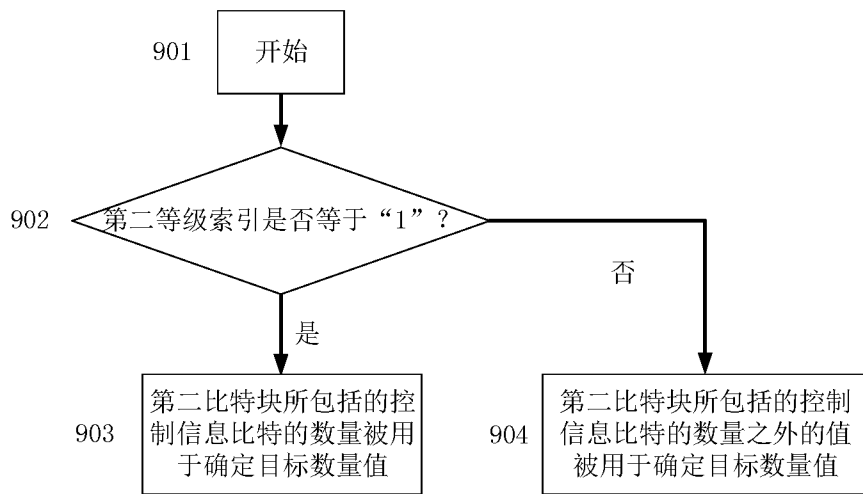 901
开始
902
第二等级索引是否等于“1”？
否
是
903
第二比特块所包括的控
制信息比特的数量被用
于确定目标数量值
904
第二比特块所包括的控制
信息比特的数量之外的值
被用于确定目标数量值